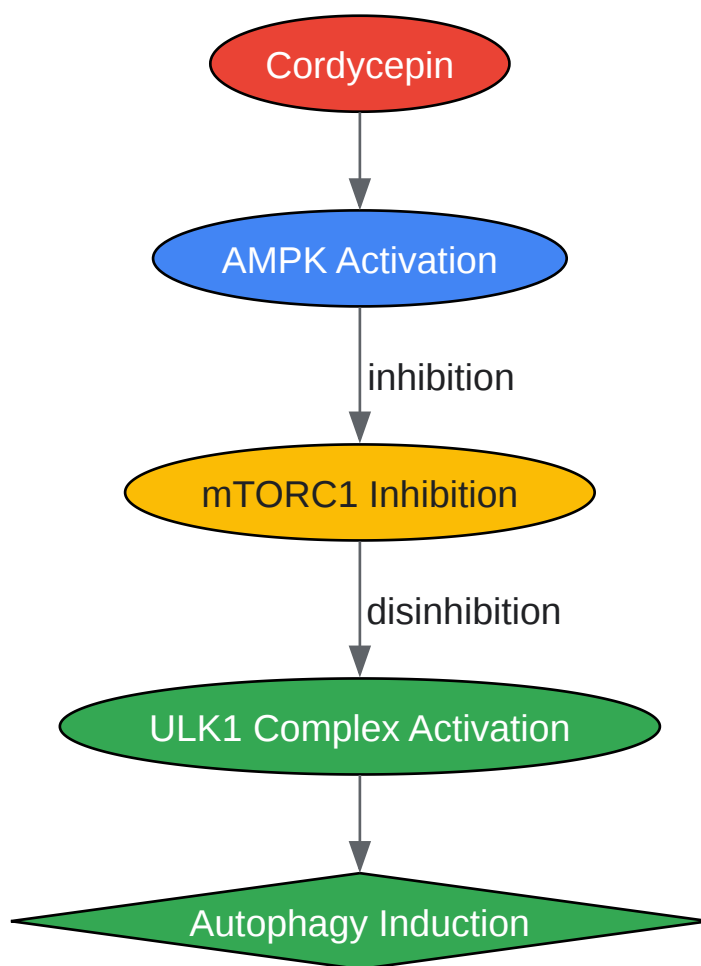 Cordycepin
AMPK Activation
inhibition
mTORC1 Inhibition
disinhibition
ULK1 Complex Activation
Autophagy Induction